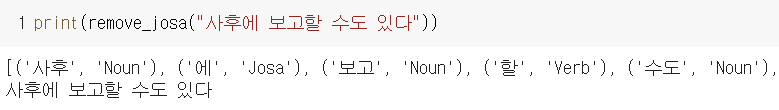 1 print(remove_josa("사후에 보고할 수도 있다"))
[('사후', 'Noun'), ('에', 'Josa'), ('보고', 'Noun'), ('할', 'Verb'), ('수도', 'Noun'),
사후에 보고할 수도 있다